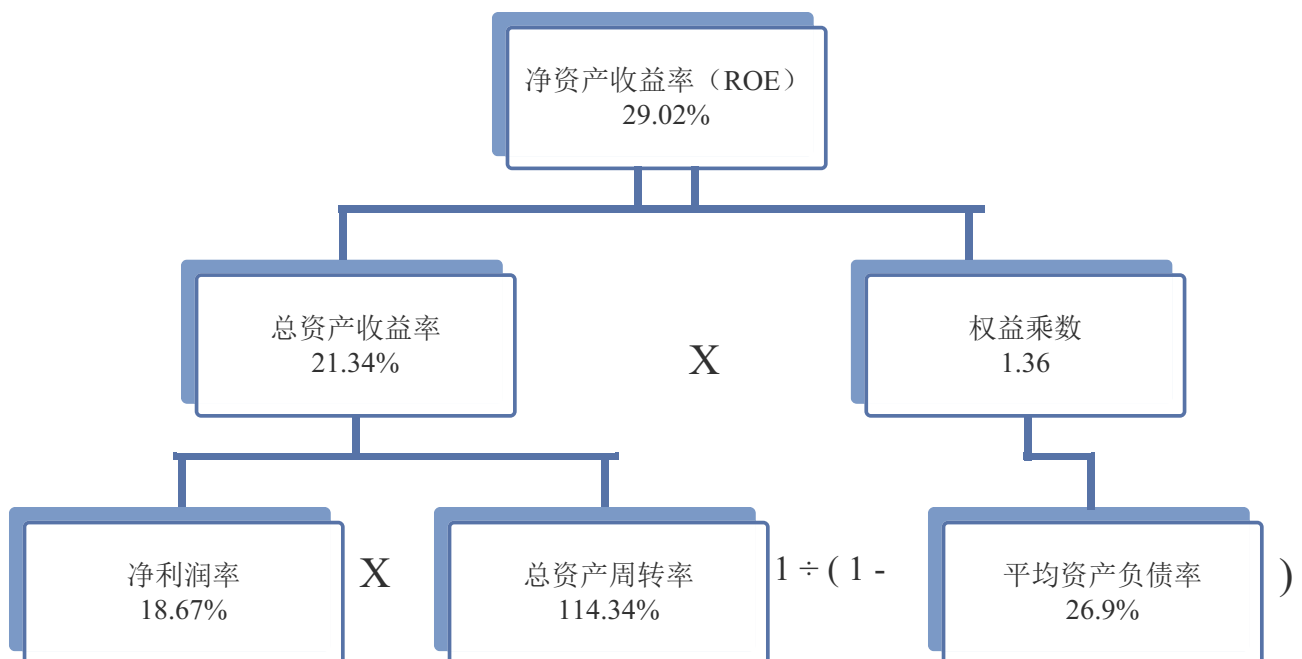 净资产收益率（ROE）
29.02%
总资产收益率
21.34%
X
权益乘数
1.36
净利润率
18.67%
X
总资产周转率
114.34%
1 ÷ ( 1 -
平均资产负债率
26.9%
)